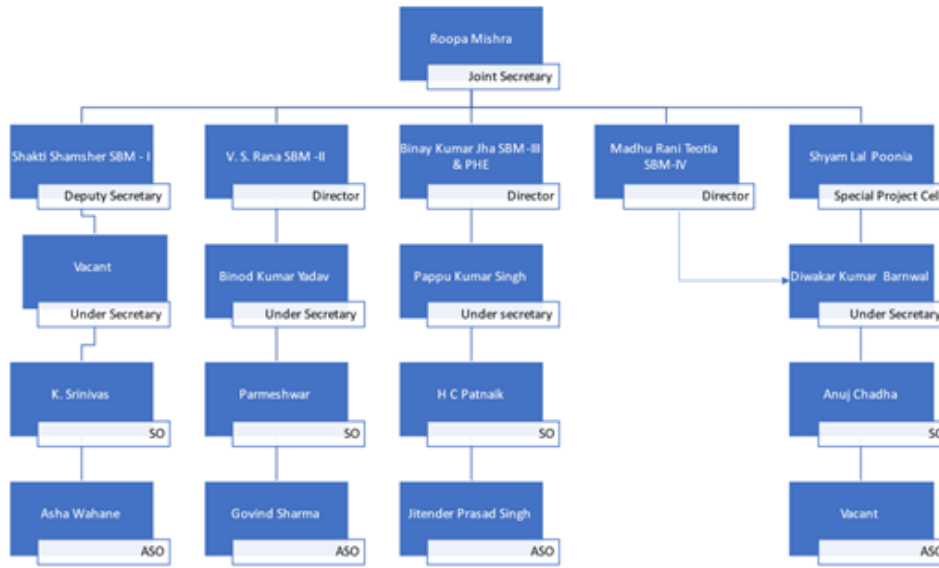 Roopa Mishra
Joint Secretary
Shakti Shamsher SBM - I
Deputy Secretary
V. S. Rana SBM -II
Director
Binay Kumar Jha SBM -III
& PHE
Director
Madhu Rani Teotia
SBM-IV
Director
Shyam Lal Poonia
Special Project Cell
Vacant
Under Secretary
Binod Kumar Yadav
Under Secretary
Pappu Kumar Singh
Under secretary
Diwakar Kumar Barnwal
Under Secretary
K. Srinivas
SO
Parmeshwar
SO
H C Patnaik
SO
Anuj Chadha
SO
Asha Wahane
ASO
Govind Sharma
ASO
Jitender Prasad Singh
ASO
Vacant
ASO